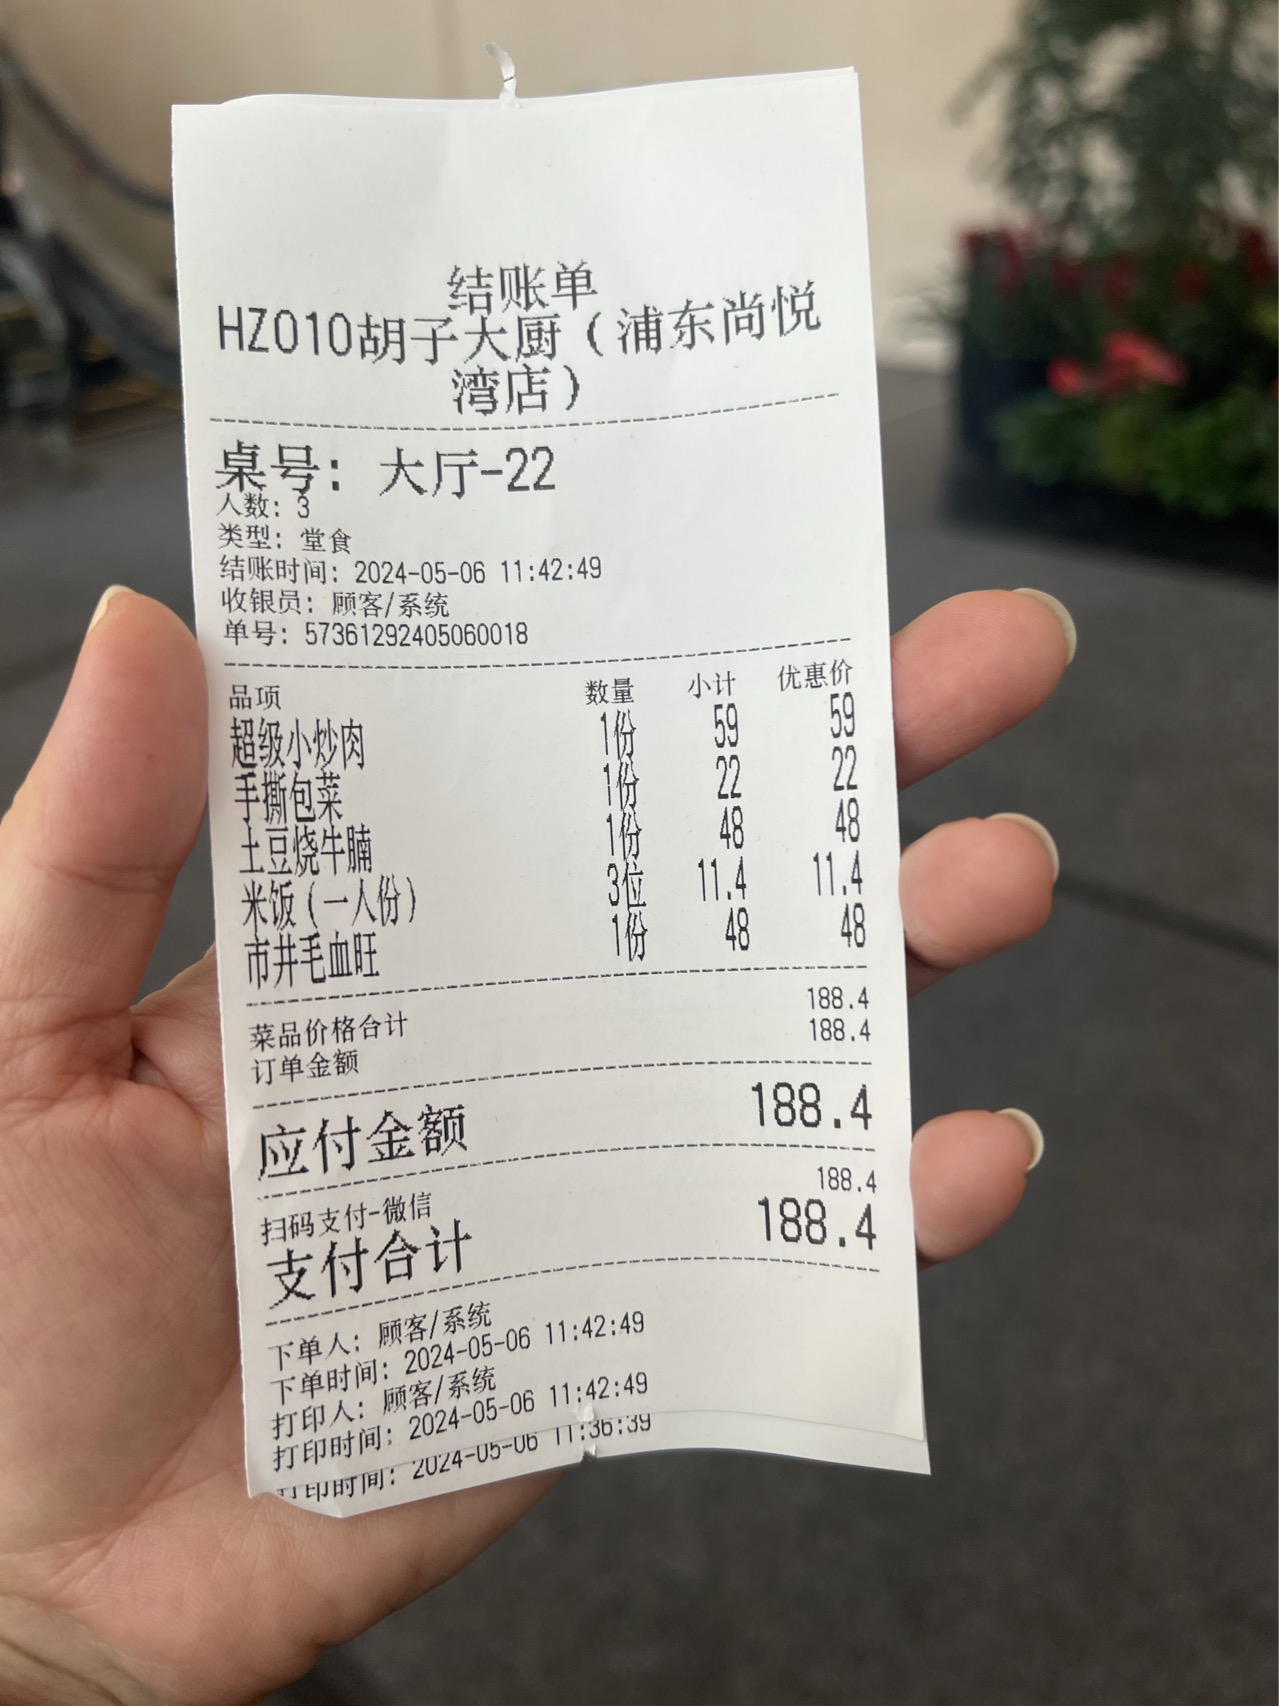 结账单
HZ010胡子大厨（浦东尚悦
湾店）
桌号：大厅-22
人数：3
类型：堂食
结账时间：2024-05-06 11:42:49
收银员：顾客/系统
单号：573612924050600​18
品项 数量 小计 优惠价
超级小炒肉 1份 59 59
手撕包菜 1份 22 22
土豆烧牛腩 1份 48 48
米饭（一人份） 3位 11.4 11.4
市井毛血旺 1份 48 48
菜品价格合计 188.4
订单金额 188.4
应付金额 188.4
扫码支付-微信 188.4
支付合计 188.4
下单人：顾客/系统
下单时间：2024-05-06 11:42:49
打印人：顾客/系统
打印时间：2024-05-06 11:42:49
打印时间：2024-05-06 11:36:39